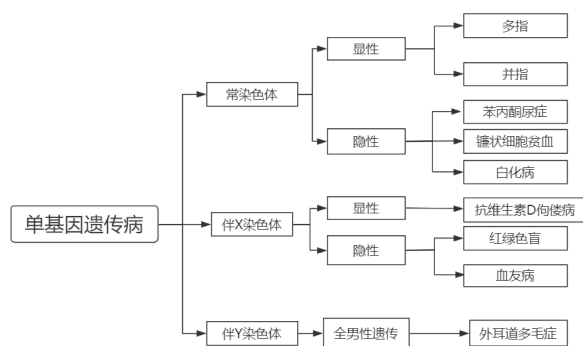 多指
显性
并指
常染色体
苯丙酮尿症
隐性
镰状细胞贫血
白化病
单基因遗传病
显性
抗维生素D佝偻病
伴X染色体
红绿色盲
隐性
血友病
伴Y染色体
全男性遗传
外耳道多毛症